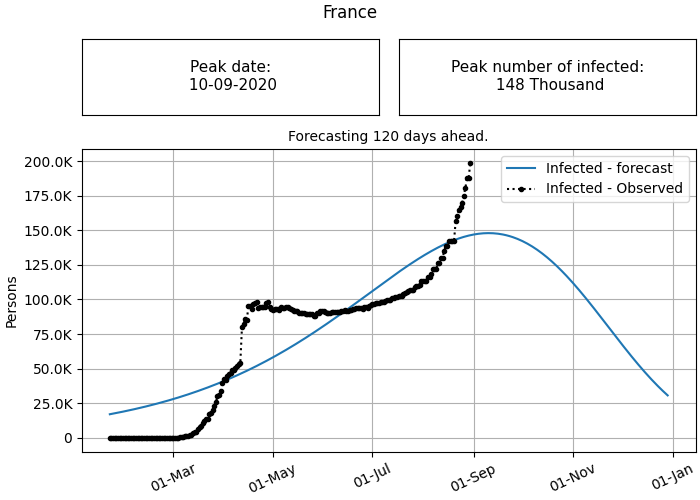 France
Peak date:
10-09-2020
Peak number of infected:
148 Thousand
Forecasting 120 days ahead.
Infected - forecast
Infected - Observed
Persons
200.0K
175.0K
150.0K
125.0K
100.0K
75.0K
50.0K
25.0K
0
01-Mar
01-May
01-Jul
01-Sep
01-Nov
01-Jan